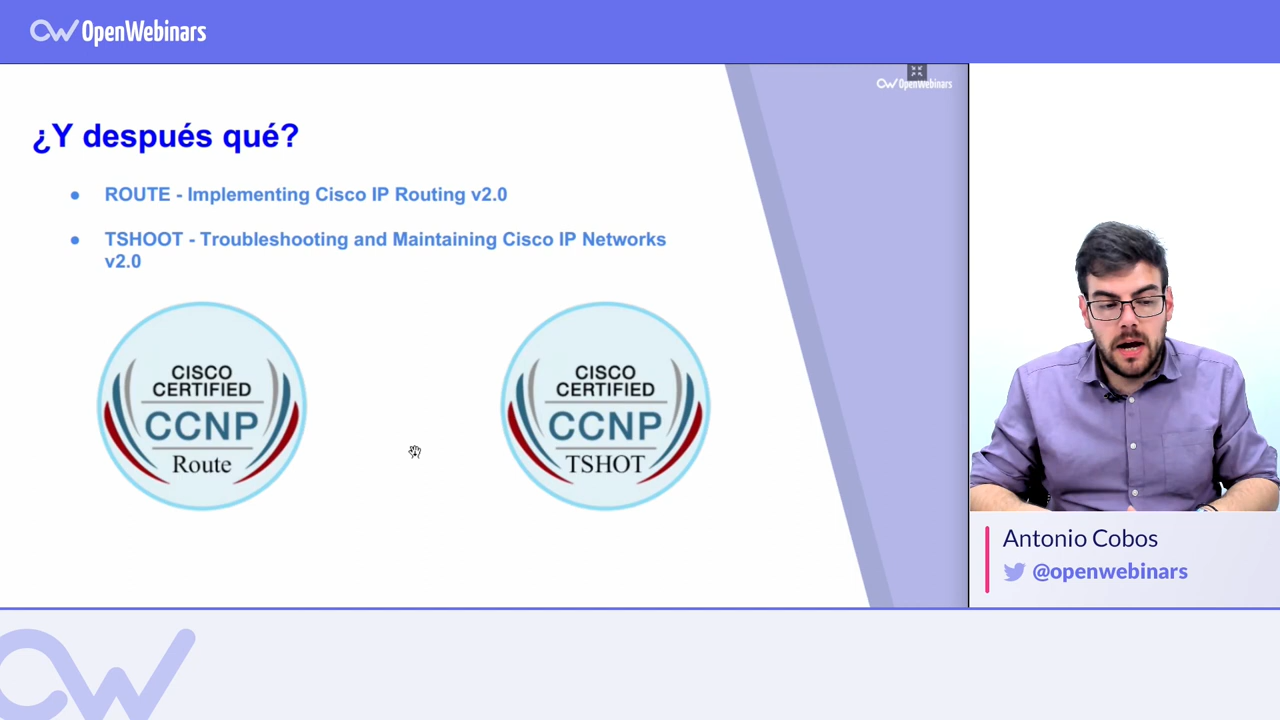 OpenWebinars
OpenWebinars
¿Y después qué?
● ROUTE - Implementing Cisco IP Routing v2.0
● TSHOOT - Troubleshooting and Maintaining Cisco IP Networks
v2.0
CISCO
CERTIFIED
CCNP
Route
CISCO
CERTIFIED
CCNP
TSHOT
Antonio Cobos
@openwebinars